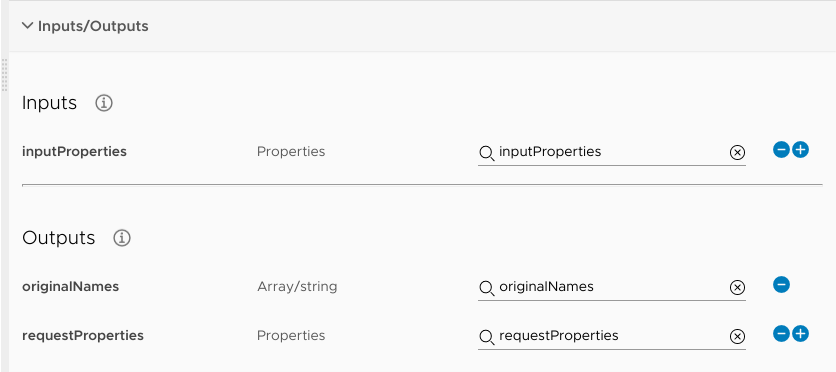 Inputs/Outputs
Inputs
inputProperties Properties inputProperties
Outputs
originalNames Array/string originalNames
requestProperties Properties requestProperties